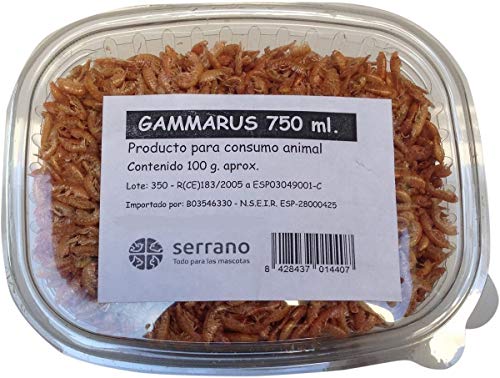 GAMMARUS 750 ml.
Producto para consumo animal
Contenido 100 g. aprox.
Lote: 350 - R(CE)183/2005 a ESP03049001-C
Importado por: B03546330 - N.S.E.I.R. ESP-28000425
serrano
Todo para las mascotas
8 428437 014407